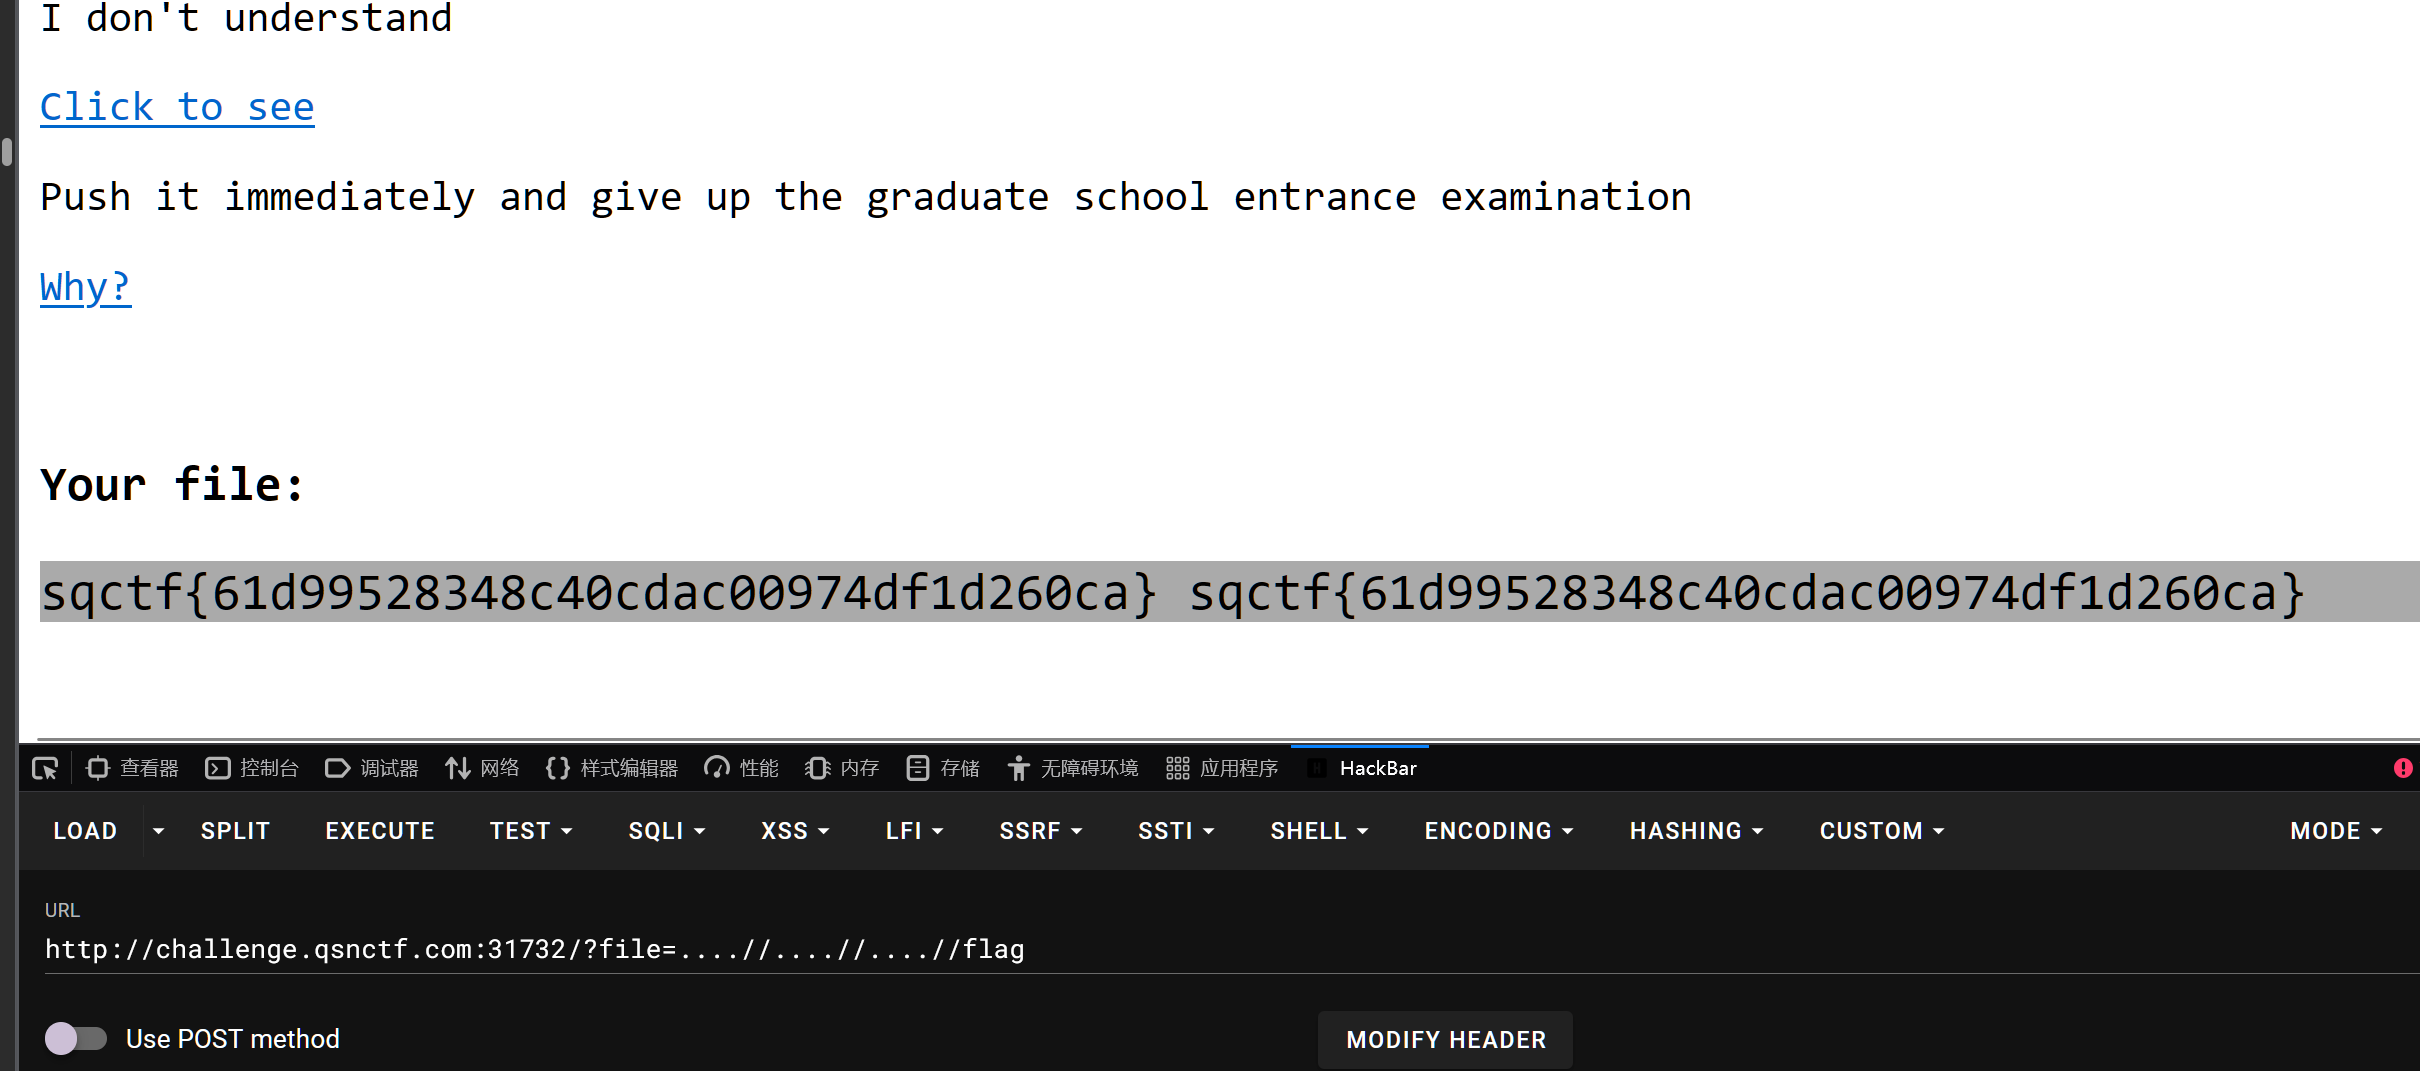 I don't understand
Click to see
Push it immediately and give up the graduate school entrance examination
Why?
Your file:
sqctf{61d99528348c40cdac00974df1d260ca} sqctf{61d99528348c40cdac00974df1d260ca}
查看器 控制台 调试器 网络 样式编辑器 性能 内存 存储 无障碍环境 应用程序 HackBar
LOAD SPLIT EXECUTE TEST SQLI XSS LFI SSRF SSTI SHELL ENCODING HASHING CUSTOM MODE
URL
http://challenge.qsnctf.com:31732/?file=....//....//....//flag
Use POST method MODIFY HEADER